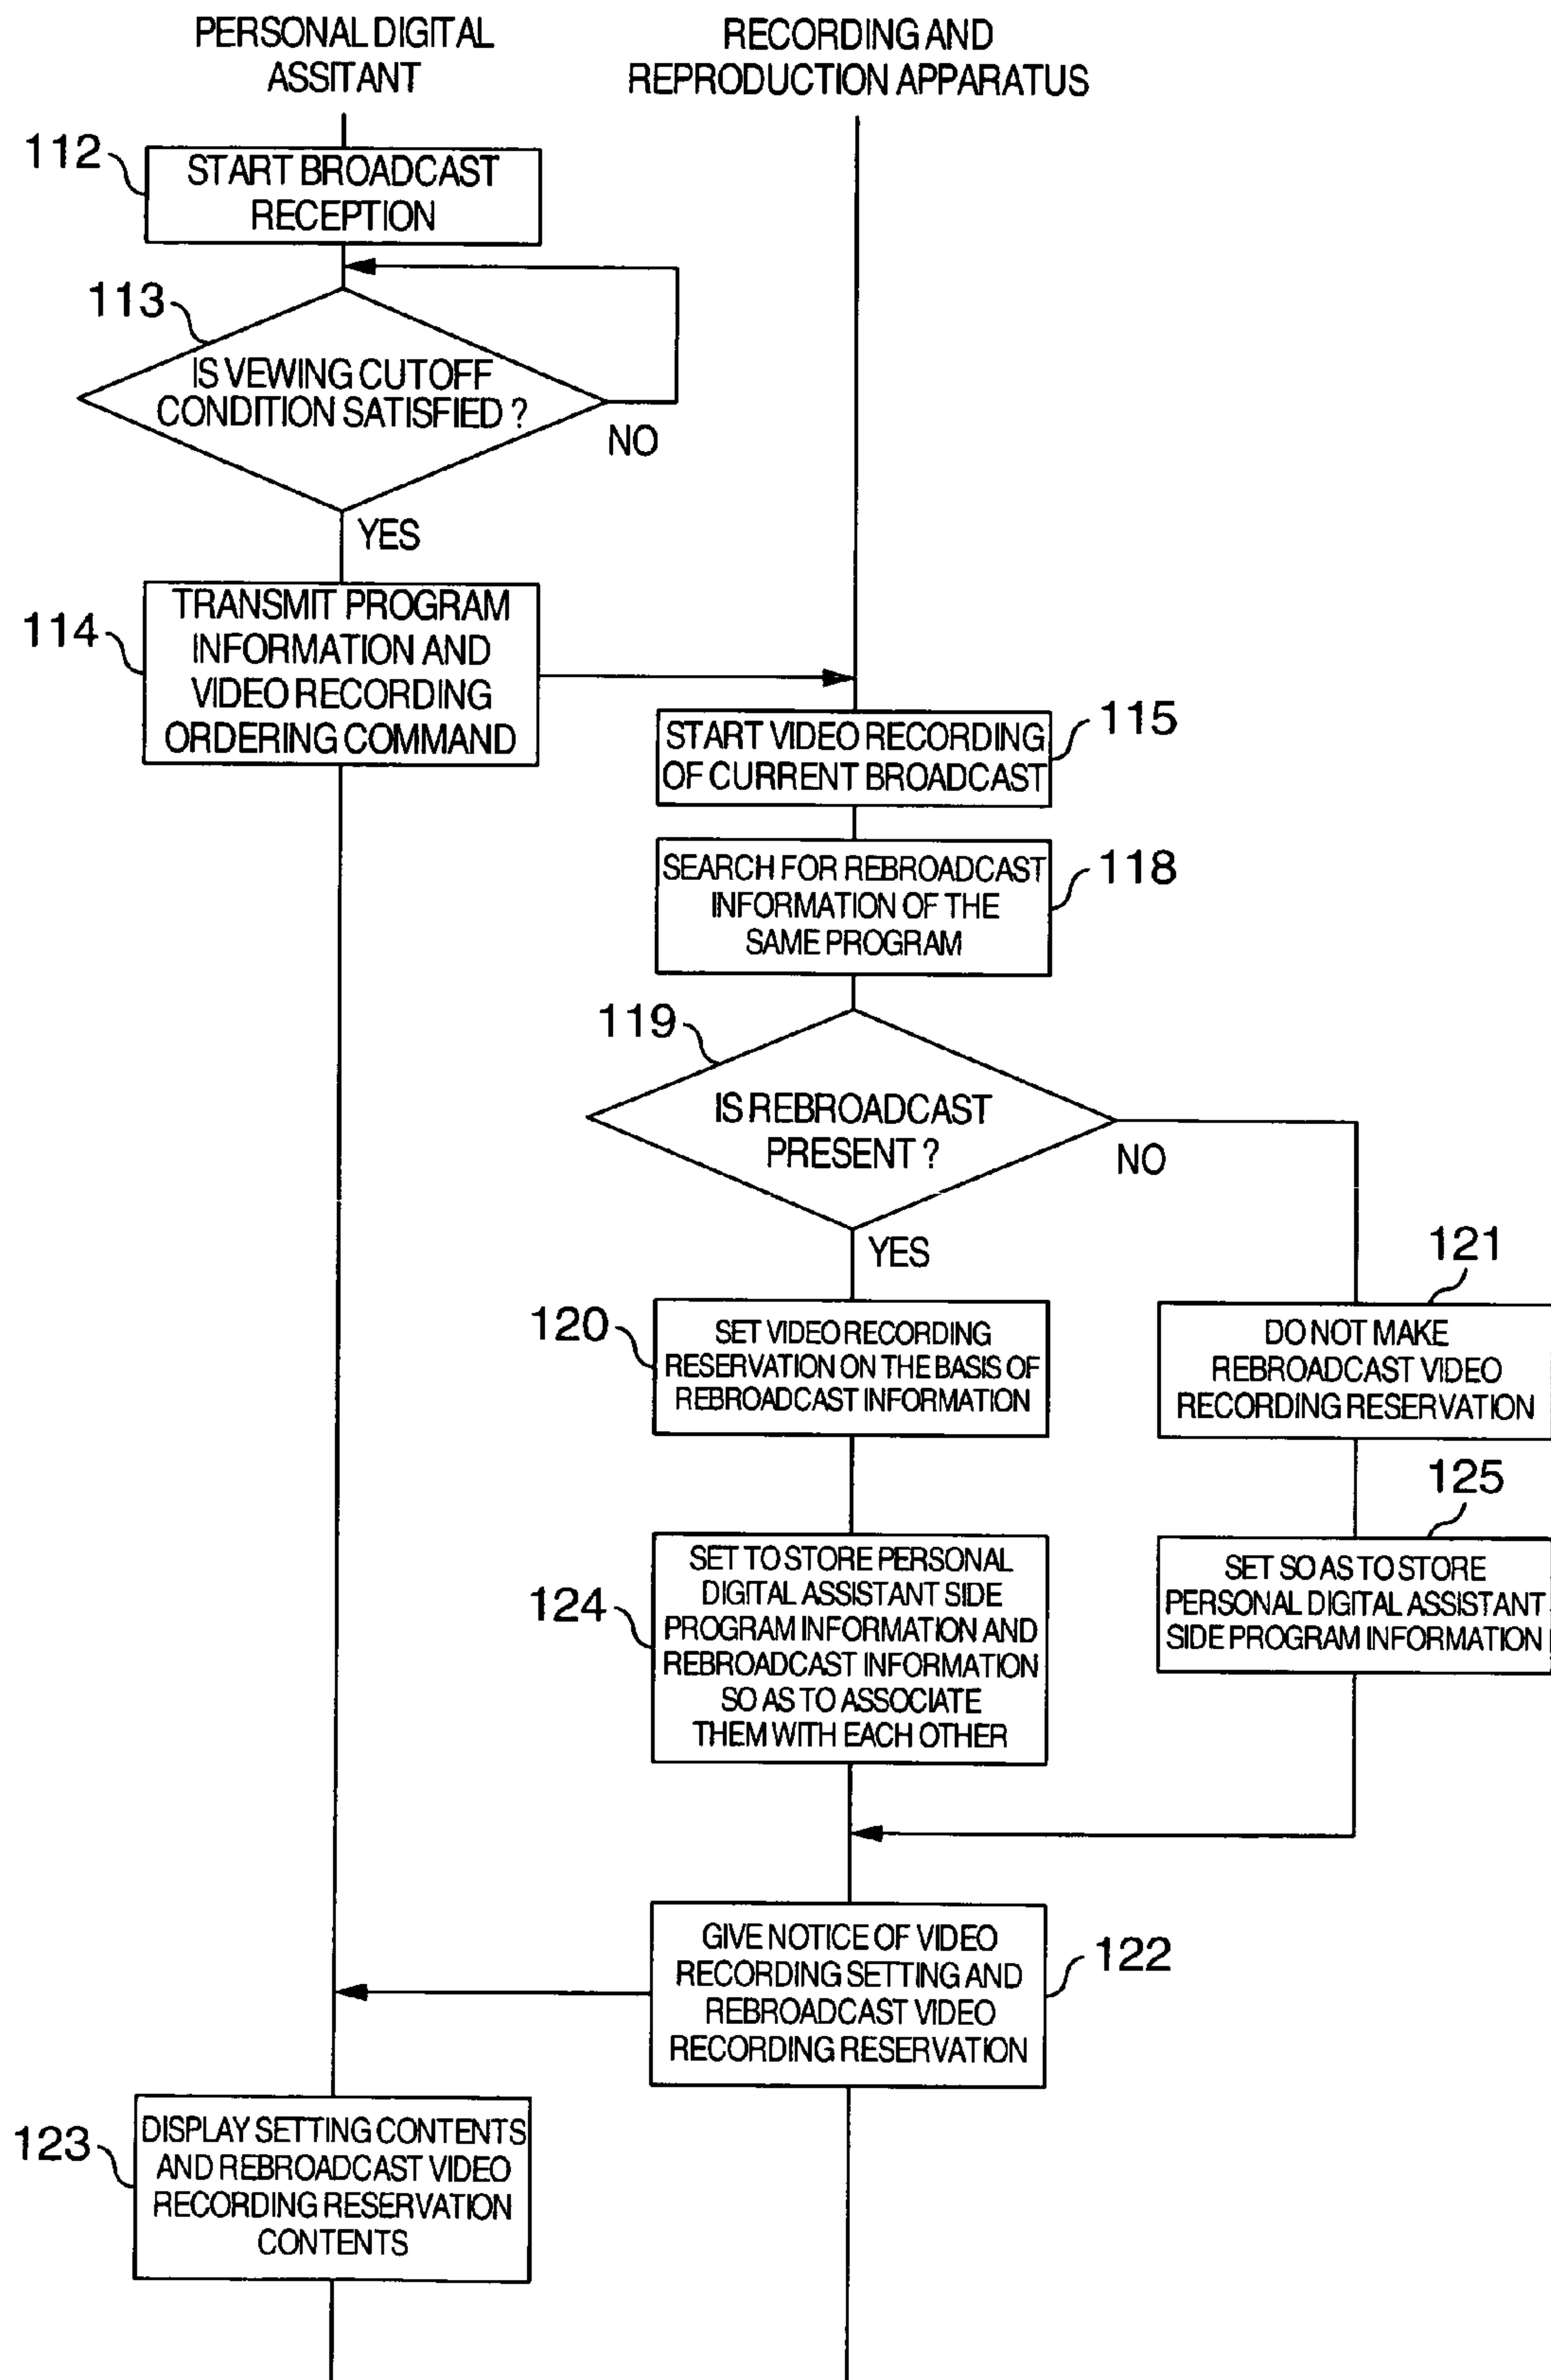 PERSONAL DIGITAL
ASSITANT
RECORDING AND
REPRODUCTION APPARATUS
112
START BROADCAST
RECEPTION
113
IS VEWING CUTOFF
CONDITION SATISFIED ?
NO
YES
114
TRANSMIT PROGRAM
INFORMATION AND
VIDEO RECORDING
ORDERING COMMAND
115
START VIDEO RECORDING
OF CURRENT BROADCAST
118
SEARCH FOR REBROADCAST
INFORMATION OF THE
SAME PROGRAM
119
IS REBROADCAST
PRESENT ?
NO
YES
120
SET VIDEO RECORDING
RESERVATION ON THE BASIS OF
REBROADCAST INFORMATION
121
DO NOT MAKE
REBROADCAST VIDEO
RECORDING RESERVATION
124
SET TO STORE PERSONAL
DIGITAL ASSISTANT SIDE
PROGRAM INFORMATION AND
REBROADCAST INFORMATION
SO AS TO ASSOCIATE
THEM WITH EACH OTHER
125
SET SO AS TO STORE
PERSONAL DIGITAL ASSISTANT
SIDE PROGRAM INFORMATION
122
GIVE NOTICE OF VIDEO
RECORDING SETTING AND
REBROADCAST VIDEO
RECORDING RESERVATION
123
DISPLAY SETTING CONTENTS
AND REBROADCAST VIDEO
RECORDING RESERVATION
CONTENTS